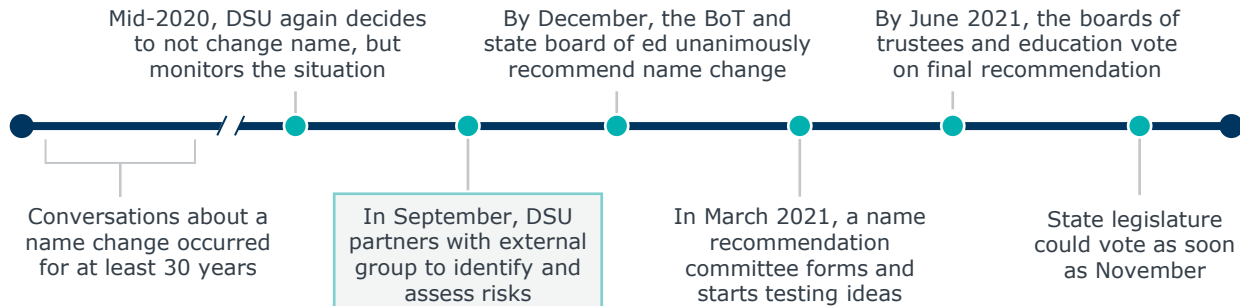 Mid-2020, DSU again decides
to not change name, but
monitors the situation
By December, the BoT and
state board of ed unanimously
recommend name change
By June 2021, the boards of
trustees and education vote
on final recommendation
Conversations about a
name change occurred
for at least 30 years
In September, DSU
partners with external
group to identify and
assess risks
In March 2021, a name
recommendation
committee forms and
starts testing ideas
State legislature
could vote as soon
as November